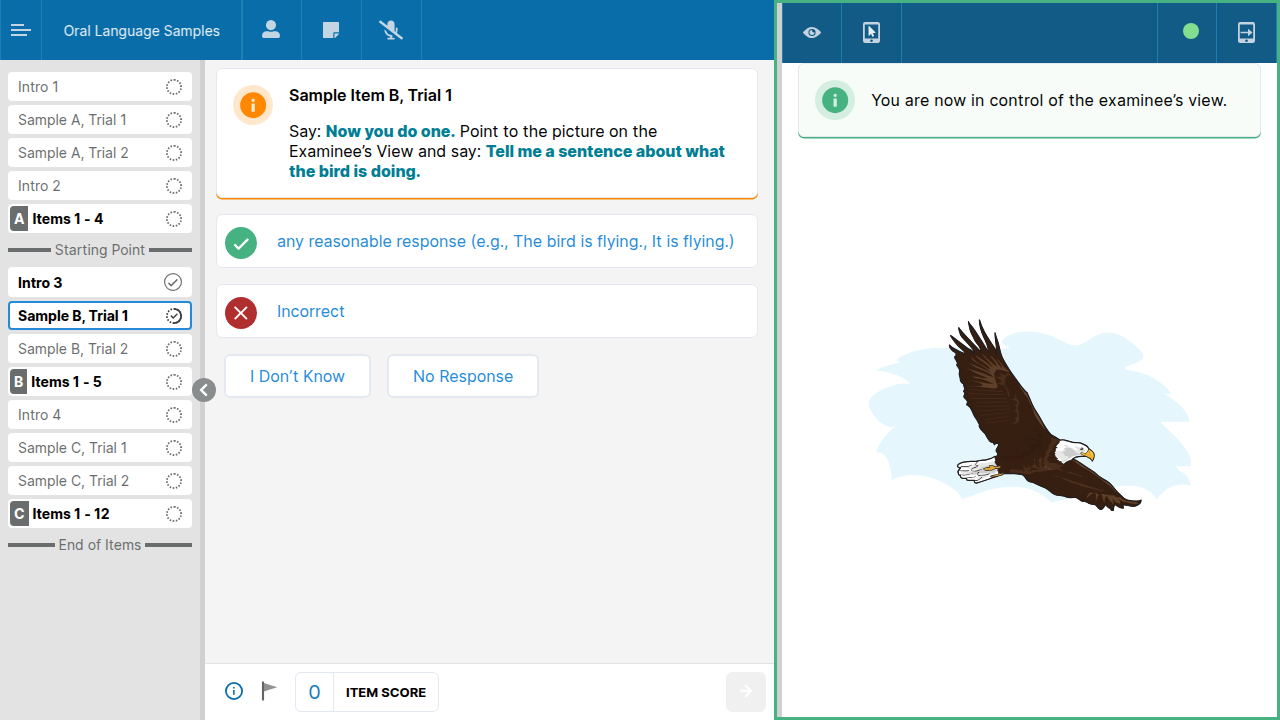 Oral Language Samples
Intro 1
Sample A, Trial 1
Sample A, Trial 2
Intro 2
A Items 1 - 4
Starting Point
Intro 3
Sample B, Trial 1
Sample B, Trial 2
B Items 1 - 5
Intro 4
Sample C, Trial 1
Sample C, Trial 2
C Items 1 - 12
End of Items
Sample Item B, Trial 1
Say: Now you do one. Point to the picture on the
Examinee’s View and say: Tell me a sentence about what
the bird is doing.
any reasonable response (e.g., The bird is flying., It is flying.)
Incorrect
I Don’t Know
No Response
0 ITEM SCORE
You are now in control of the examinee’s view.